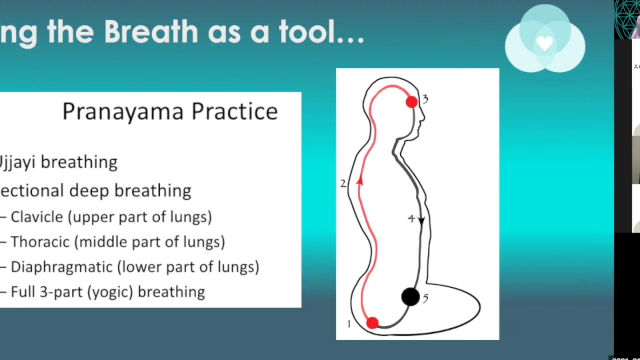 ng the Breath as a tool...
Pranayama Practice
Ujjayi breathing
ectional deep breathing
– Clavicle (upper part of lungs)
– Thoracic (middle part of lungs)
– Diaphragmatic (lower part of lungs)
– Full 3-part (yogic) breathing
3
2
4
5
1